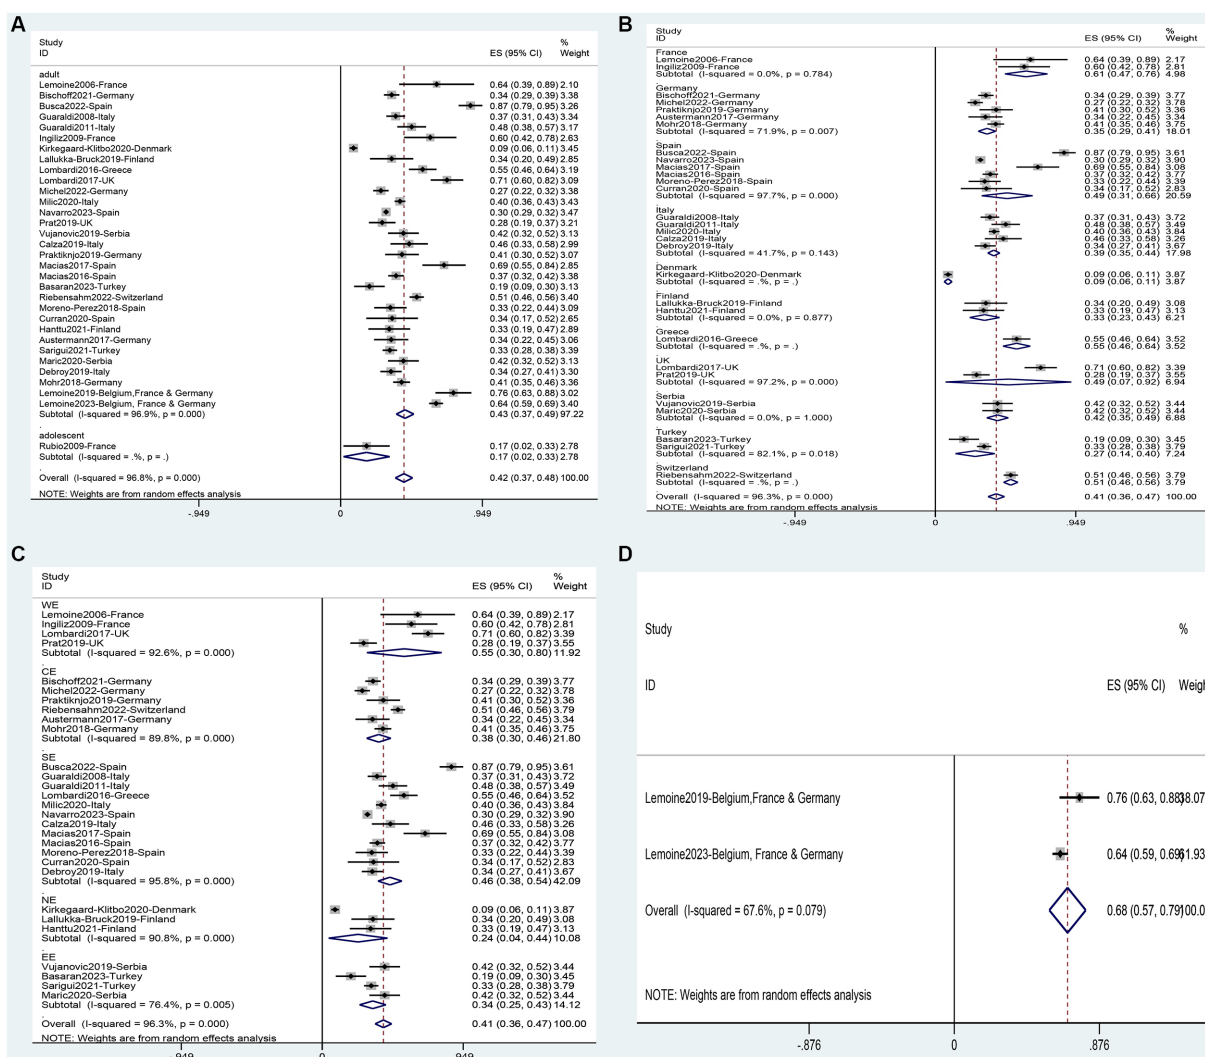 A
Study %
ID ES (95% CI) Weight
adult
Lemoine2006-France 0.64 (0.39, 0.89) 2.10
Bischoff2021-Germany 0.34 (0.29, 0.39) 3.38
Busca2022-Spain 0.87 (0.79, 0.95) 3.26
Guaraldi2008-Italy 0.37 (0.31, 0.43) 3.34
Guaraldi2011-Italy 0.48 (0.38, 0.57) 3.17
Ingiliz2009-France 0.60 (0.42, 0.78) 2.63
Kirkegaard-Klitbo2020-Denmark 0.09 (0.06, 0.11) 3.45
Lallukka-Bruck2019-Finland 0.34 (0.20, 0.49) 2.85
Lombardi2016-Greece 0.55 (0.46, 0.64) 3.19
Lombardi2017-UK 0.71 (0.60, 0.82) 3.09
Michel2022-Germany 0.27 (0.22, 0.32) 3.38
Milic2020-Italy 0.40 (0.36, 0.43) 3.43
Navarro2023-Spain 0.30 (0.29, 0.32) 3.47
Prat2019-UK 0.28 (0.19, 0.37) 3.21
Vujanovic2019-Serbia 0.42 (0.32, 0.52) 3.13
Calza2019-Italy 0.46 (0.33, 0.58) 2.99
Praktiknjo2019-Germany 0.41 (0.30, 0.52) 3.07
Macias2017-Spain 0.69 (0.55, 0.84) 2.85
Macias2016-Spain 0.37 (0.32, 0.42) 3.38
Basaran2023-Turkey 0.19 (0.09, 0.30) 3.13
Riebensahm2022-Switzerland 0.51 (0.46, 0.56) 3.40
Moreno-Perez2018-Spain 0.33 (0.22, 0.44) 3.09
Curran2020-Spain 0.34 (0.17, 0.52) 2.65
Hanttu2021-Finland 0.33 (0.19, 0.47) 2.89
Austermann2017-Germany 0.34 (0.22, 0.45) 3.06
Sarigui2021-Turkey 0.33 (0.28, 0.38) 3.39
Maric2020-Serbia 0.42 (0.32, 0.52) 3.13
Debroy2019-Italy 0.34 (0.27, 0.41) 3.30
Mohr2018-Germany 0.41 (0.35, 0.46) 3.36
Lemoine2019-Belgium,France & Germany 0.76 (0.63, 0.88) 3.02
Lemoine2023-Belgium, France & Germany 0.64 (0.59, 0.69) 3.40
Subtotal (I-squared = 96.9%, p = 0.000) 0.43 (0.37, 0.49) 97.22
.
adolescent
Rubio2009-France 0.17 (0.02, 0.33) 2.78
Subtotal (I-squared = .%, p = .) 0.17 (0.02, 0.33) 2.78
.
Overall (I-squared = 96.8%, p = 0.000) 0.42 (0.37, 0.48) 100.00
NOTE: Weights are from random effects analysis
-.949 0 .949
B
Study %
ID ES (95% CI) Weight
France
Lemoine2006-France 0.64 (0.39, 0.89) 2.17
Ingiliz2009-France 0.60 (0.42, 0.78) 2.81
Subtotal (I-squared = 0.0%, p = 0.784) 0.61 (0.47, 0.76) 4.98
.
Germany
Bischoff2021-Germany 0.34 (0.29, 0.39) 3.77
Michel2022-Germany 0.27 (0.22, 0.32) 3.78
Praktiknjo2019-Germany 0.41 (0.30, 0.52) 3.36
Austermann2017-Germany 0.34 (0.22, 0.45) 3.34
Mohr2018-Germany 0.41 (0.35, 0.46) 3.75
Subtotal (I-squared = 71.9%, p = 0.007) 0.35 (0.29, 0.41) 18.01
.
Spain
Busca2022-Spain 0.87 (0.79, 0.95) 3.61
Navarro2023-Spain 0.30 (0.29, 0.32) 3.90
Macias2017-Spain 0.69 (0.55, 0.84) 3.08
Macias2016-Spain 0.37 (0.32, 0.42) 3.77
Moreno-Perez2018-Spain 0.33 (0.22, 0.44) 3.39
Curran2020-Spain 0.34 (0.17, 0.52) 2.83
Subtotal (I-squared = 97.7%, p = 0.000) 0.49 (0.31, 0.66) 20.59
.
Italy
Guaraldi2008-Italy 0.37 (0.31, 0.43) 3.72
Guaraldi2011-Italy 0.48 (0.38, 0.57) 3.49
Milic2020-Italy 0.40 (0.36, 0.43) 3.84
Calza2019-Italy 0.46 (0.33, 0.58) 3.26
Debroy2019-Italy 0.34 (0.27, 0.41) 3.67
Subtotal (I-squared = 41.7%, p = 0.143) 0.39 (0.35, 0.44) 17.98
.
Denmark
Kirkegaard-Klitbo2020-Denmark 0.09 (0.06, 0.11) 3.87
Subtotal (I-squared = .%, p = .) 0.09 (0.06, 0.11) 3.87
.
Finland
Lallukka-Bruck2019-Finland 0.34 (0.20, 0.49) 3.08
Hanttu2021-Finland 0.33 (0.19, 0.47) 3.13
Subtotal (I-squared = 0.0%, p = 0.877) 0.33 (0.23, 0.43) 6.21
.
Greece
Lombardi2016-Greece 0.55 (0.46, 0.64) 3.52
Subtotal (I-squared = .%, p = .) 0.55 (0.46, 0.64) 3.52
.
UK
Lombardi2017-UK 0.71 (0.60, 0.82) 3.39
Prat2019-UK 0.28 (0.19, 0.37) 3.55
Subtotal (I-squared = 97.2%, p = 0.000) 0.49 (0.07, 0.92) 6.94
.
Serbia
Vujanovic2019-Serbia 0.42 (0.32, 0.52) 3.44
Maric2020-Serbia 0.42 (0.32, 0.52) 3.44
Subtotal (I-squared = 0.0%, p = 1.000) 0.42 (0.35, 0.49) 6.88
.
Turkey
Basaran2023-Turkey 0.19 (0.09, 0.30) 3.45
Sarigui2021-Turkey 0.33 (0.28, 0.38) 3.79
Subtotal (I-squared = 82.1%, p = 0.018) 0.27 (0.14, 0.40) 7.24
.
Switzerland
Riebensahm2022-Switzerland 0.51 (0.46, 0.56) 3.79
Subtotal (I-squared = .%, p = .) 0.51 (0.46, 0.56) 3.79
.
Overall (I-squared = 96.3%, p = 0.000) 0.41 (0.36, 0.47) 100.00
NOTE: Weights are from random effects analysis
-.949 0 .949
C
Study %
ID ES (95% CI) Weight
WE
Lemoine2006-France 0.64 (0.39, 0.89) 2.17
Ingiliz2009-France 0.60 (0.42, 0.78) 2.81
Lombardi2017-UK 0.71 (0.60, 0.82) 3.39
Prat2019-UK 0.28 (0.19, 0.37) 3.55
Subtotal (I-squared = 92.6%, p = 0.000) 0.55 (0.30, 0.80) 11.92
.
CE
Bischoff2021-Germany 0.34 (0.29, 0.39) 3.77
Michel2022-Germany 0.27 (0.22, 0.32) 3.78
Praktiknjo2019-Germany 0.41 (0.30, 0.52) 3.36
Riebensahm2022-Switzerland 0.51 (0.46, 0.56) 3.79
Austermann2017-Germany 0.34 (0.22, 0.45) 3.34
Mohr2018-Germany 0.41 (0.35, 0.46) 3.75
Subtotal (I-squared = 89.8%, p = 0.000) 0.38 (0.30, 0.46) 21.80
.
SE
Busca2022-Spain 0.87 (0.79, 0.95) 3.61
Guaraldi2008-Italy 0.37 (0.31, 0.43) 3.72
Guaraldi2011-Italy 0.48 (0.38, 0.57) 3.49
Lombardi2016-Greece 0.55 (0.46, 0.64) 3.52
Milic2020-Italy 0.40 (0.36, 0.43) 3.84
Navarro2023-Spain 0.30 (0.29, 0.32) 3.90
Calza2019-Italy 0.46 (0.33, 0.58) 3.26
Macias2017-Spain 0.69 (0.55, 0.84) 3.08
Macias2016-Spain 0.37 (0.32, 0.42) 3.77
Moreno-Perez2018-Spain 0.33 (0.22, 0.44) 3.39
Curran2020-Spain 0.34 (0.17, 0.52) 2.83
Debroy2019-Italy 0.34 (0.27, 0.41) 3.67
Subtotal (I-squared = 95.8%, p = 0.000) 0.46 (0.38, 0.54) 42.09
.
NE
Kirkegaard-Klitbo2020-Denmark 0.09 (0.06, 0.11) 3.87
Lallukka-Bruck2019-Finland 0.34 (0.20, 0.49) 3.08
Hanttu2021-Finland 0.33 (0.19, 0.47) 3.13
Subtotal (I-squared = 90.8%, p = 0.000) 0.24 (0.04, 0.44) 10.08
.
EE
Vujanovic2019-Serbia 0.42 (0.32, 0.52) 3.44
Basaran2023-Turkey 0.19 (0.09, 0.30) 3.45
Sarigui2021-Turkey 0.33 (0.28, 0.38) 3.79
Maric2020-Serbia 0.42 (0.32, 0.52) 3.44
Subtotal (I-squared = 76.4%, p = 0.005) 0.34 (0.25, 0.43) 14.12
.
Overall (I-squared = 96.3%, p = 0.000) 0.41 (0.36, 0.47) 100.00
NOTE: Weights are from random effects analysis
-.949 0 .949
D
Study %
ID ES (95% CI) Weigh
Lemoine2019-Belgium,France & Germany 0.76 (0.63, 0.88) 38.07
Lemoine2023-Belgium, France & Germany 0.64 (0.59, 0.69) 61.93
Overall (I-squared = 67.6%, p = 0.079) 0.68 (0.57, 0.79) 100.0
NOTE: Weights are from random effects analysis
-.876 0 .876